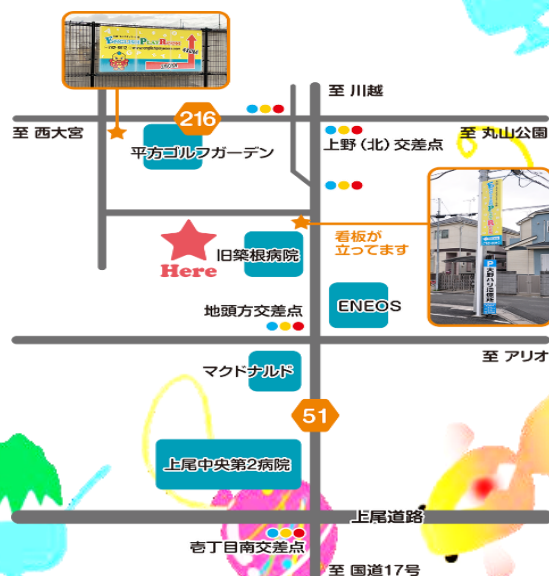 YOCHIEN PLAY ROOM
至 川越
216
至 西大宮
上野(北)交差点
至 丸山公園
平方ゴルフガーデン
看板が
立ってます
Here
旧築根病院
P
ENEOS
地頭方交差点
至 アリオ
マクドナルド
51
上尾中央第2病院
上尾道路
壱丁目南交差点
至 国道17号